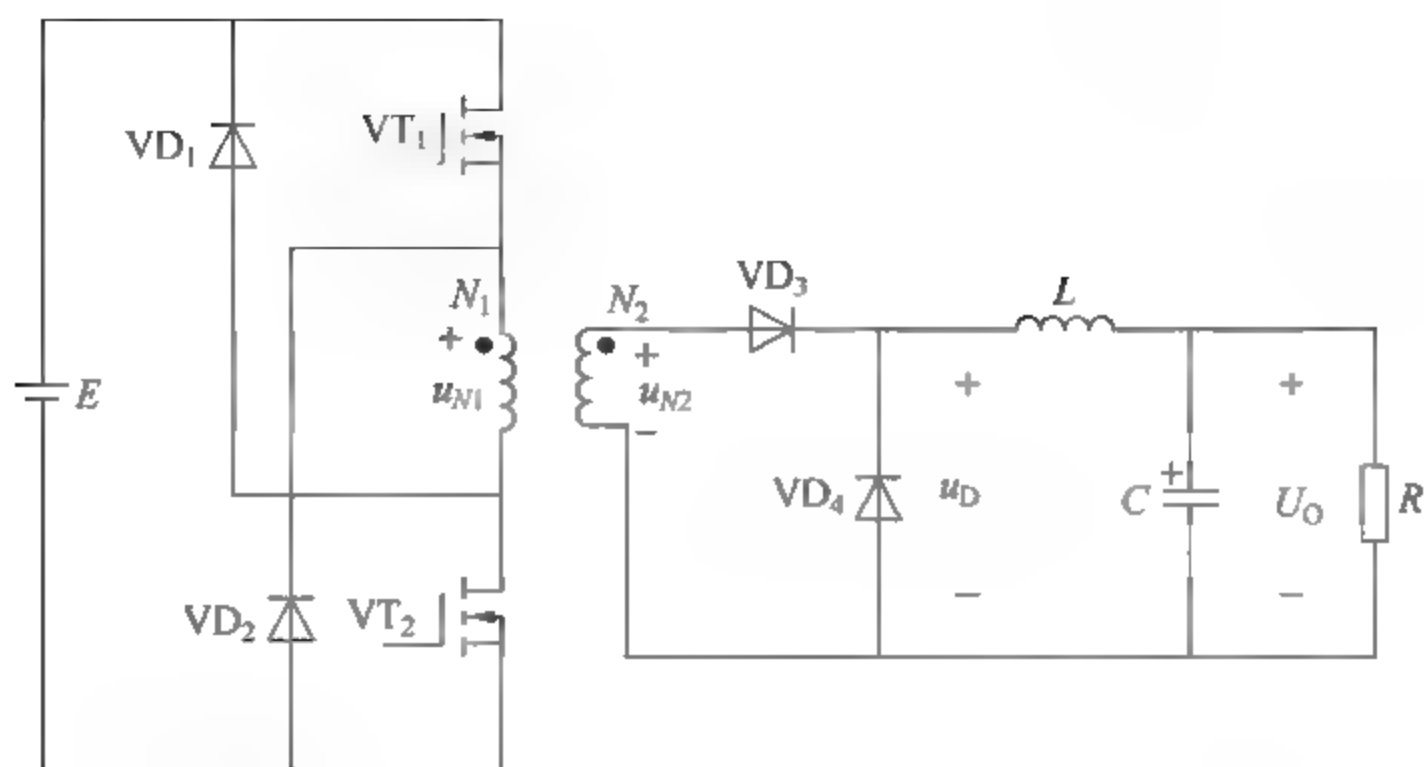 VD₁
VT₁
N₁
+
u_N1
N₂
+
u_N2
−
VD₃
L
E
VD₂
VT₂
VD₄
+
u_D
−
+
C
+
U_O
−
R